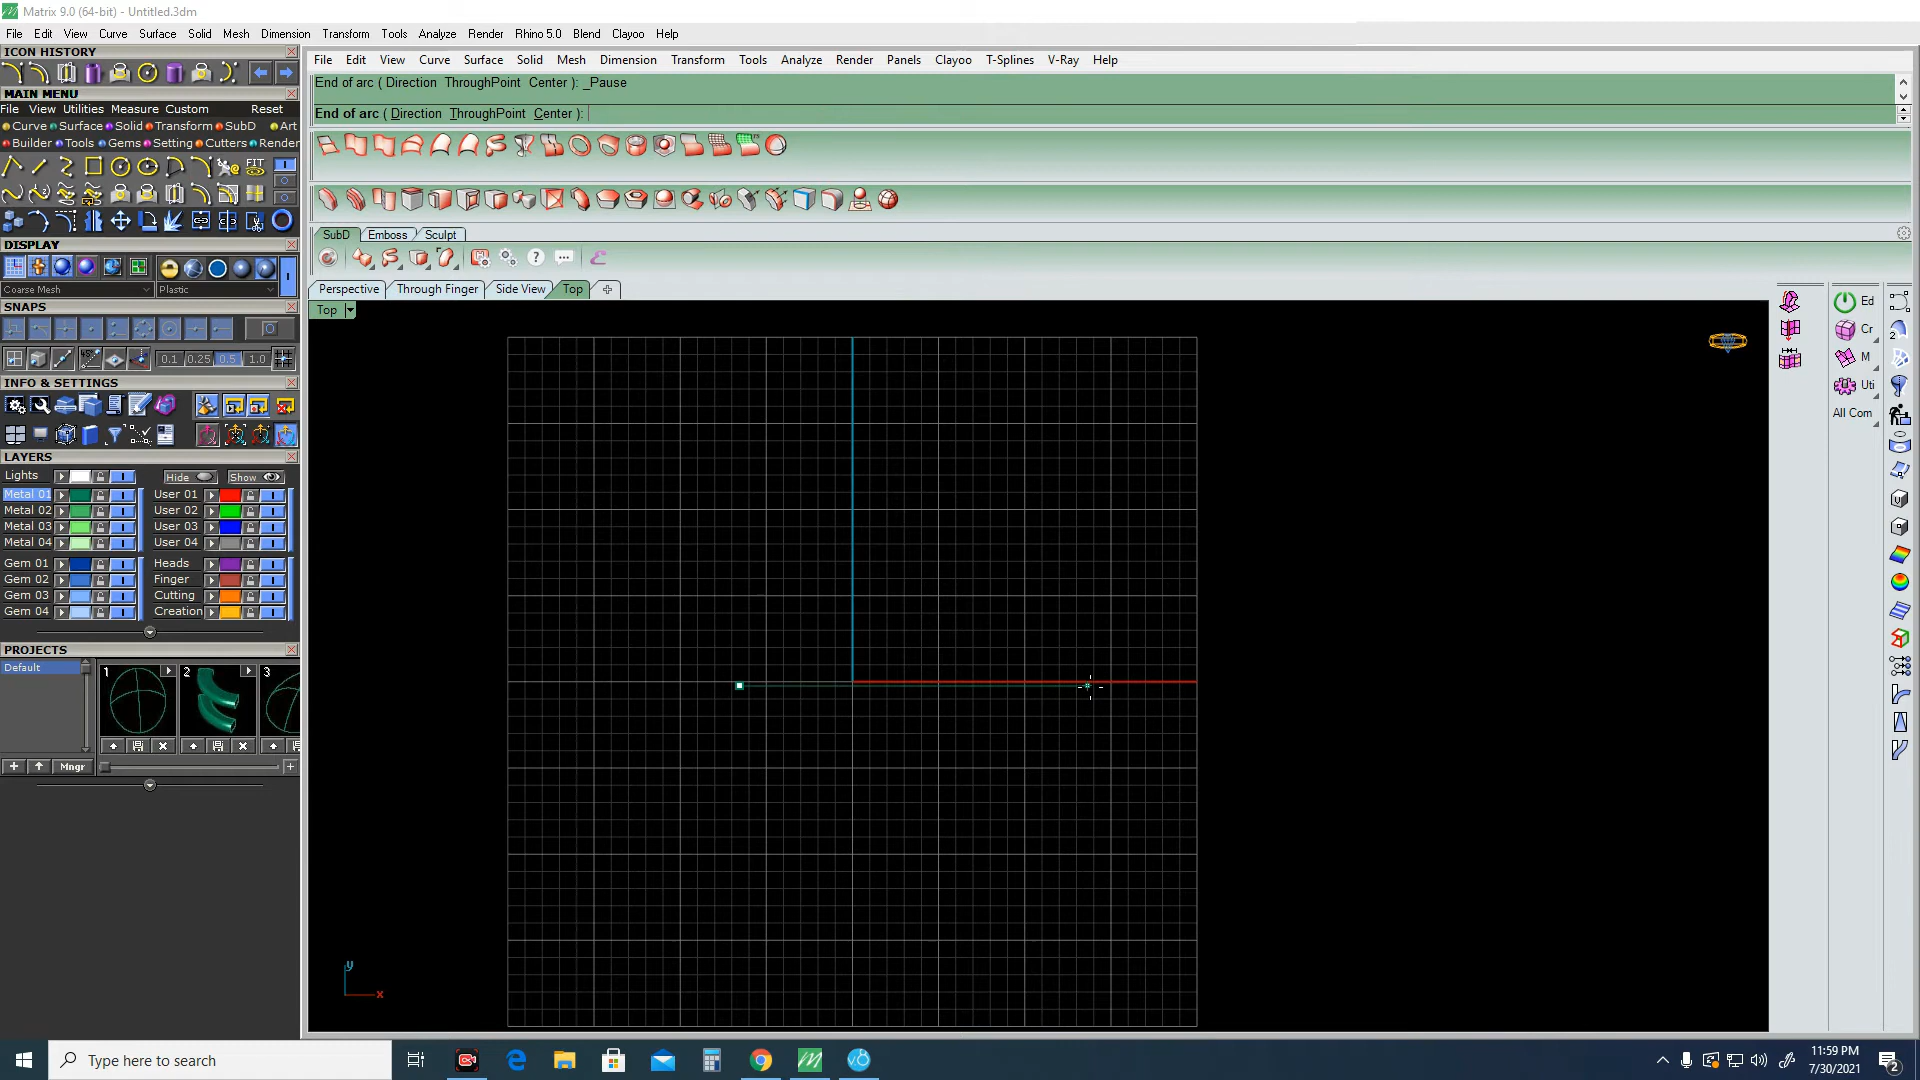 Matrix 9.0 (64-bit) - Untitled.3dm
File Edit View Curve Surface Solid Mesh Dimension Transform Tools Analyze Render Rhino 5.0 Blend Clayoo Help
ICON HISTORY
MAIN MENU
File View Utilities Measure Custom Reset
Curve Surface Solid Transform SubD Art
Builder Tools Gems Setting Cutters Render
FIT
DISPLAY
Coarse Mesh Plastic
SNAPS
0.1 0.25 0.5 1.0
INFO & SETTINGS
LAYERS
Lights Hide Show
Metal 01 User 01
Metal 02 User 02
Metal 03 User 03
Metal 04 User 04
Gem 01 Heads
Gem 02 Finger
Gem 03 Cutting
Gem 04 Creation
PROJECTS
Default 1 2 3
Mngr
File Edit View Curve Surface Solid Mesh Dimension Transform Tools Analyze Render Panels Clayoo T-Splines V-Ray Help
End of arc ( Direction ThroughPoint Center ): _Pause
End of arc ( Direction ThroughPoint Center ):
SubD Emboss Sculpt
Perspective Through Finger Side View Top
Top
y
x
Ed
Cr
M
Uti
All Com
2
Type here to search
11:59 PM
7/30/2021
2